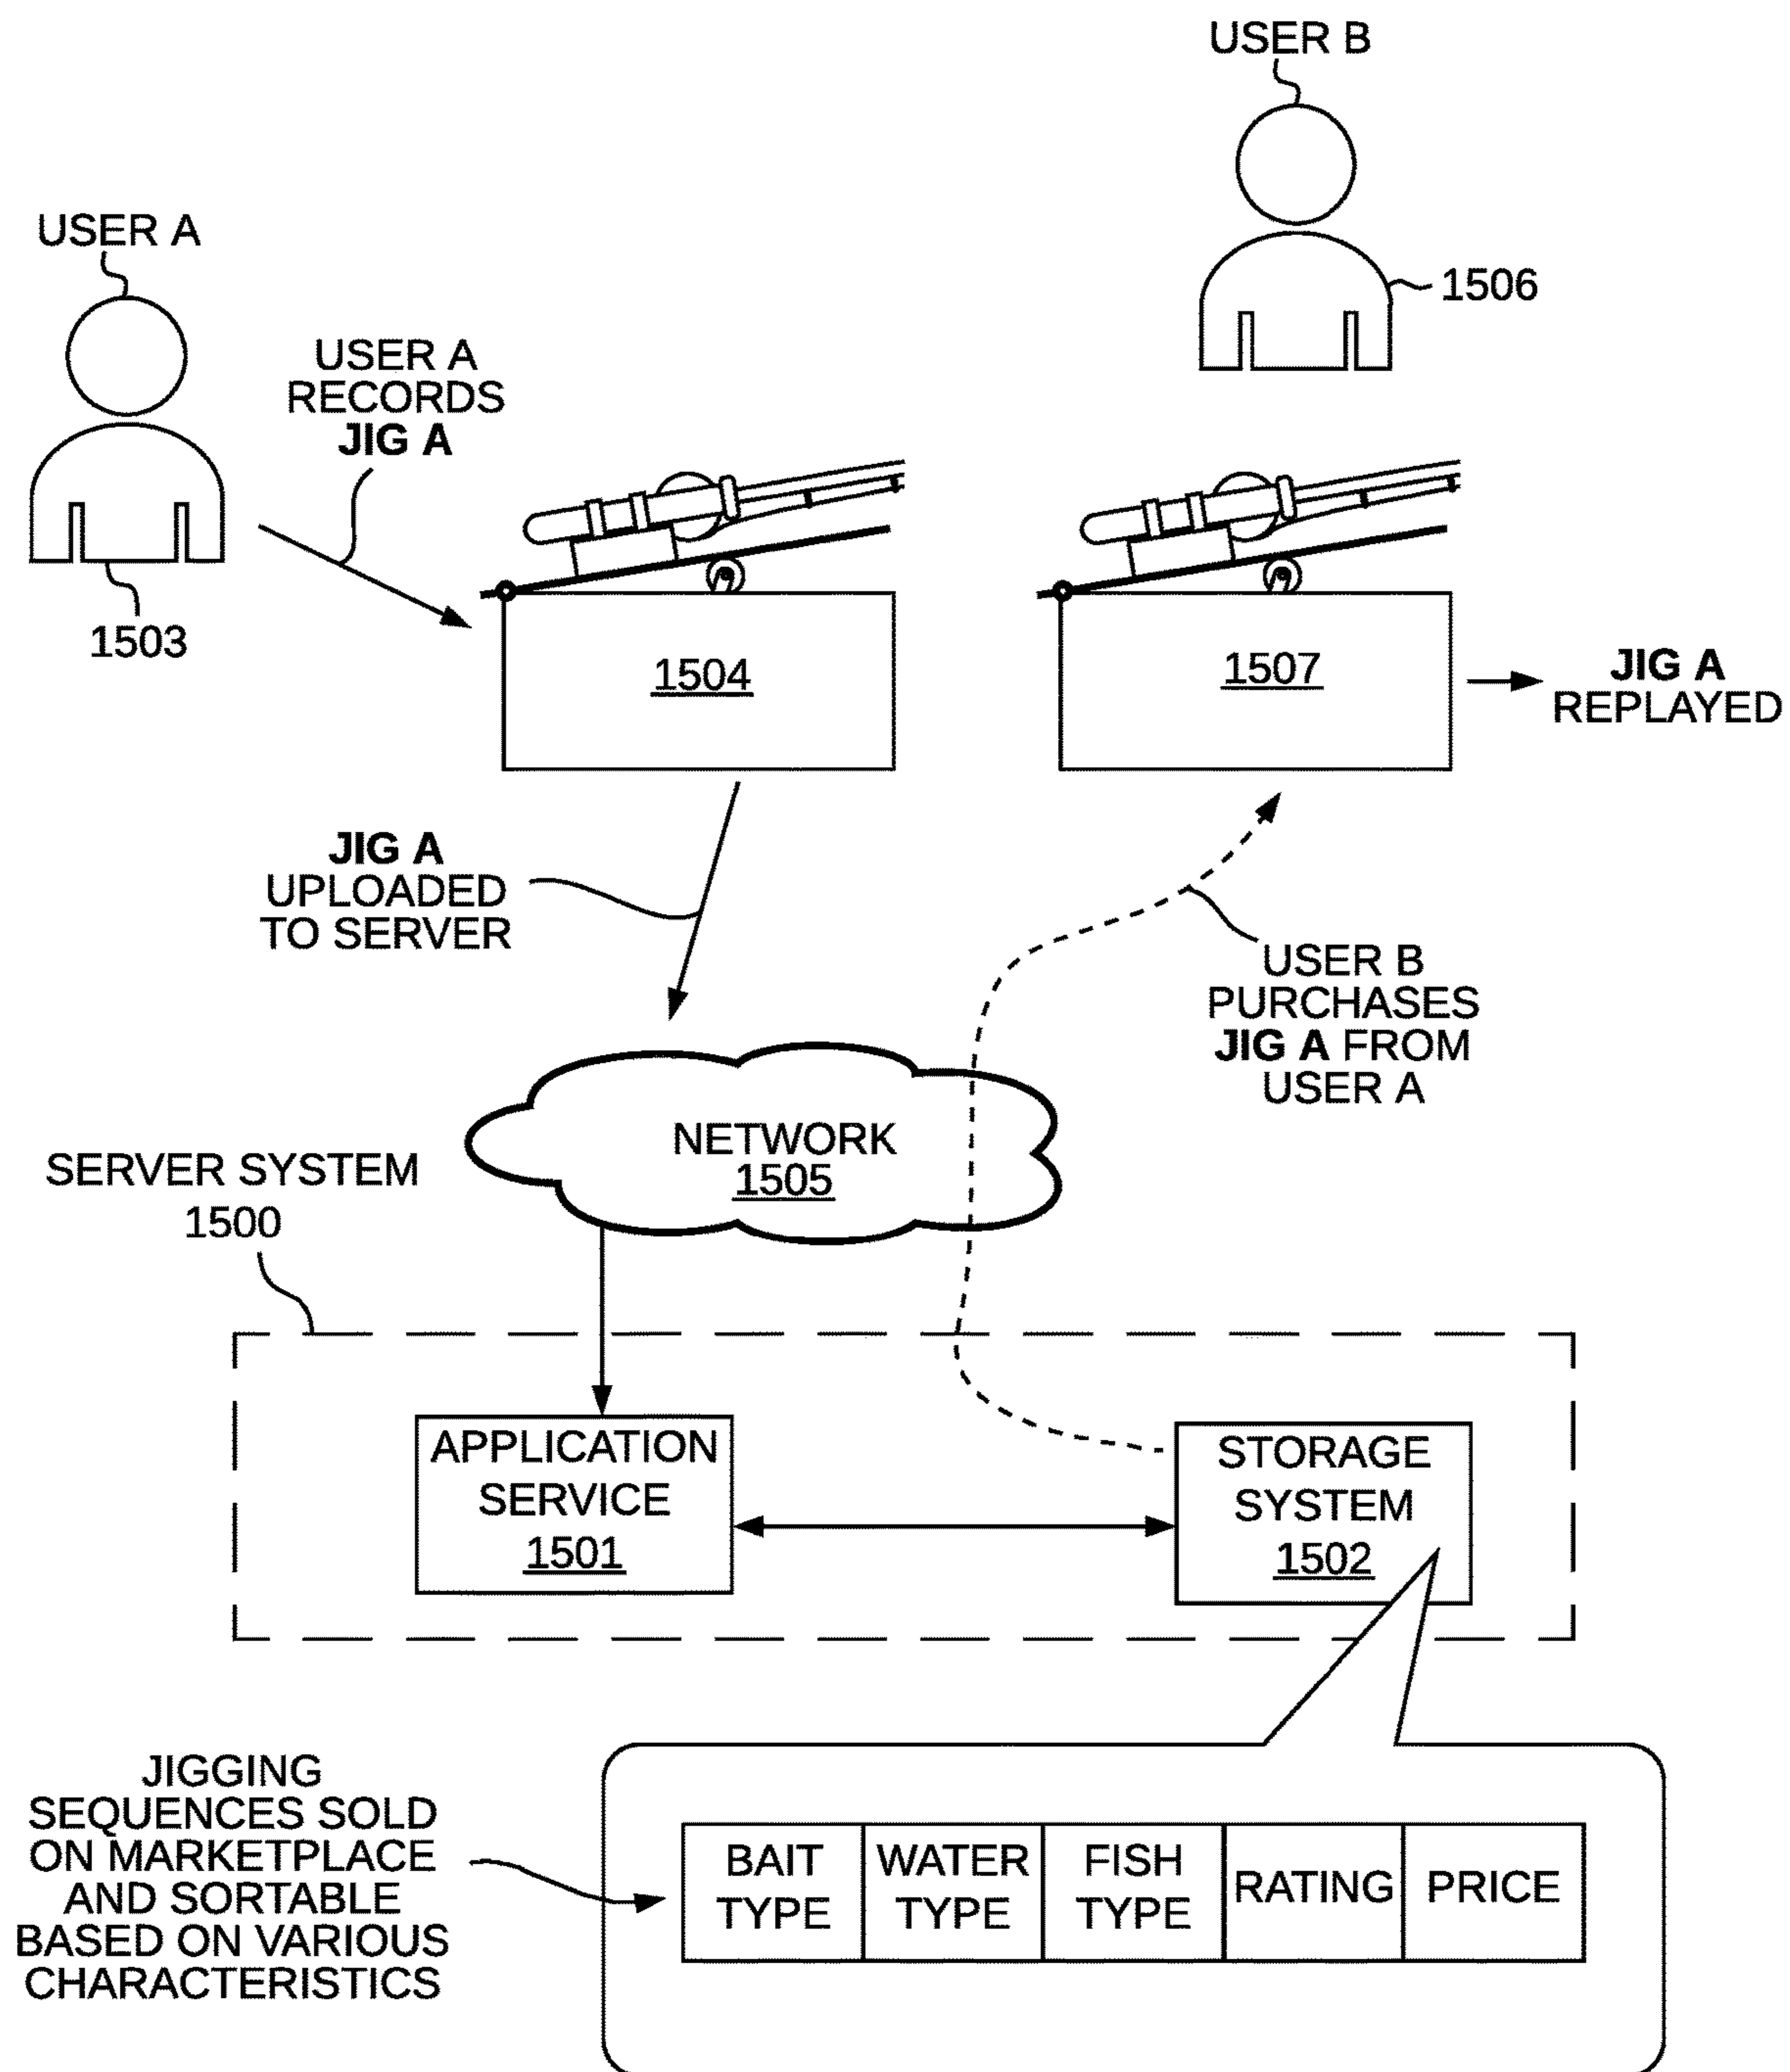 USER B
1506
USER A
1503
USER A
RECORDS
JIG A
1504
1507
JIG A
REPLAYED
JIG A
UPLOADED
TO SERVER
USER B
PURCHASES
JIG A FROM
USER A
NETWORK
1505
SERVER SYSTEM
1500
APPLICATION
SERVICE
1501
STORAGE
SYSTEM
1502
JIGGING
SEQUENCES SOLD
ON MARKETPLACE
AND SORTABLE
BASED ON VARIOUS
CHARACTERISTICS
BAIT
TYPE
WATER
TYPE
FISH
TYPE
RATING
PRICE